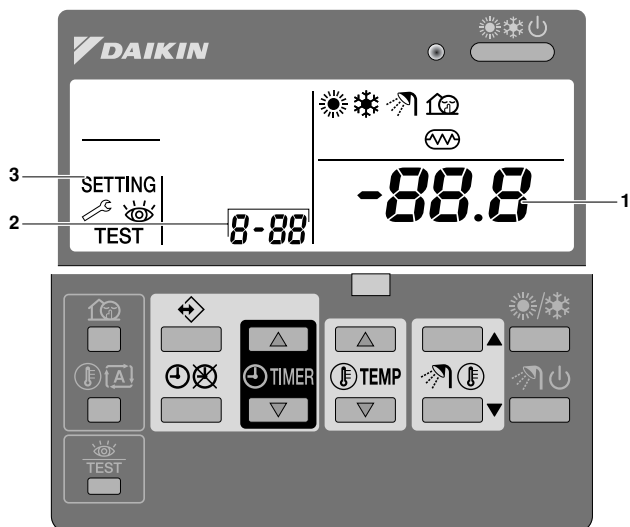 DAIKIN
3
SETTING
-88.8
1
2
8-88
TEST
TIMER
TEMP
A
TEST